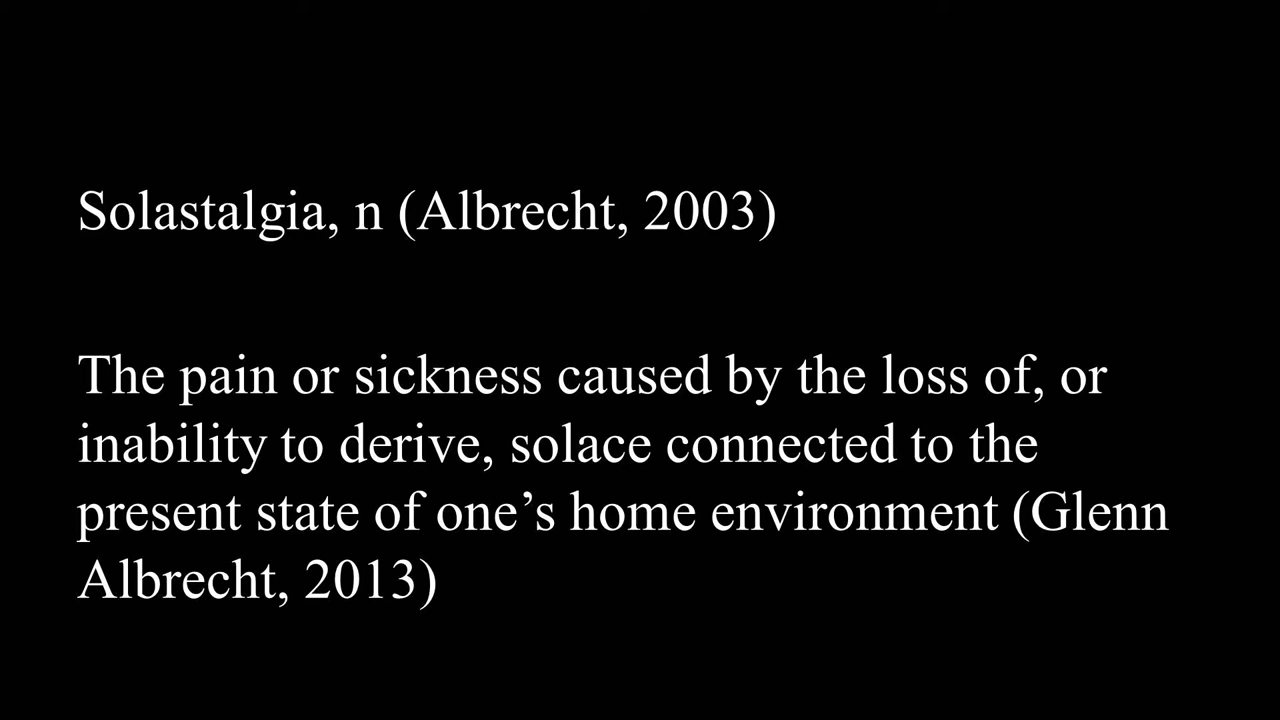 Solastalgia, n (Albrecht, 2003)
The pain or sickness caused by the loss of, or
inability to derive, solace connected to the
present state of one’s home environment (Glenn
Albrecht, 2013)